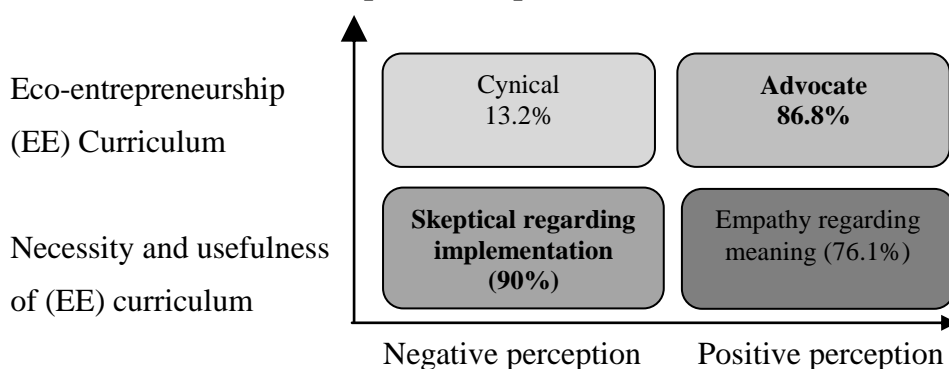 Eco-entrepreneurship
(EE) Curriculum
Cynical
13.2%
Advocate
86.8%
Necessity and usefulness
of (EE) curriculum
Skeptical regarding
implementation
(90%)
Empathy regarding
meaning (76.1%)
Negative perception
Positive perception